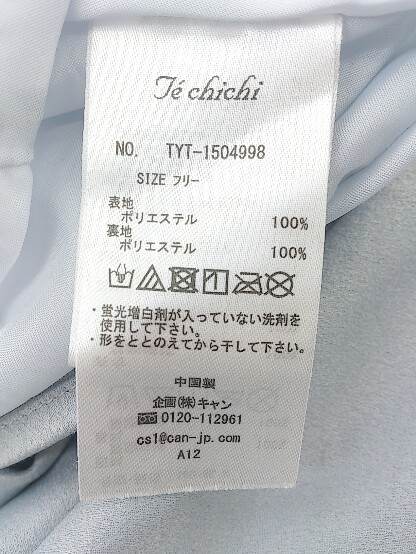 Té chichi
NO. TYT-1504998
SIZE フリー
表地
ポリエステル 100%
裏地
ポリエステル 100%
・蛍光増白剤が入っていない洗剤を
使用して下さい。
・形をととのえてから干して下さい。
中国製
企画(株)キャン
0120-112961
cs1@can-jp.com
A12